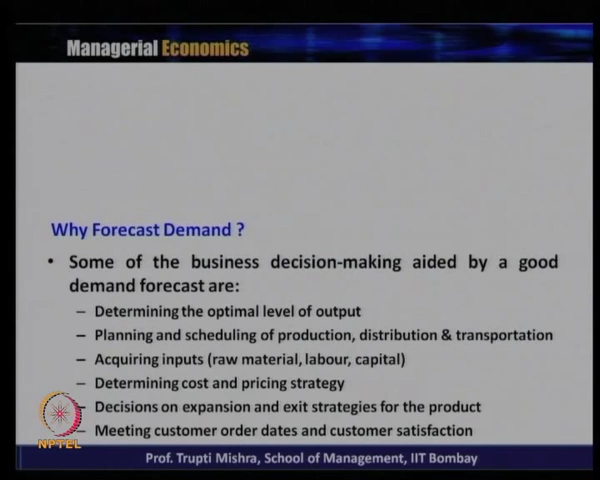 Managerial Economics
Why Forecast Demand ?
• Some of the business decision-making aided by a good
demand forecast are:
– Determining the optimal level of output
– Planning and scheduling of production, distribution & transportation
– Acquiring inputs (raw material, labour, capital)
– Determining cost and pricing strategy
– Decisions on expansion and exit strategies for the product
– Meeting customer order dates and customer satisfaction
NPTEL
Prof. Trupti Mishra, School of Management, IIT Bombay